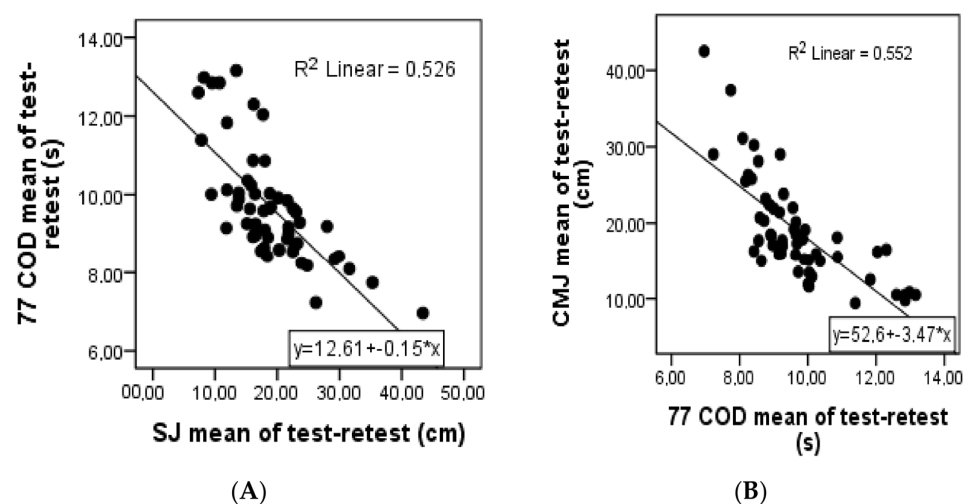 14,00
12,00
10,00
8,00
6,00
77 COD mean of test-
retest (s)
R2 Linear = 0,526
y=12,61+-0,15*x
00,00 10,00 20,00 30,00 40,00 50,00
SJ mean of test-retest (cm)
(A)
40,00
30,00
20,00
10,00
CMJ mean of test-retest
(cm)
R2 Linear = 0,552
y=52,6+-3,47*x
6,00 8,00 10,00 12,00 14,00
77 COD mean of test-retest
(s)
(B)